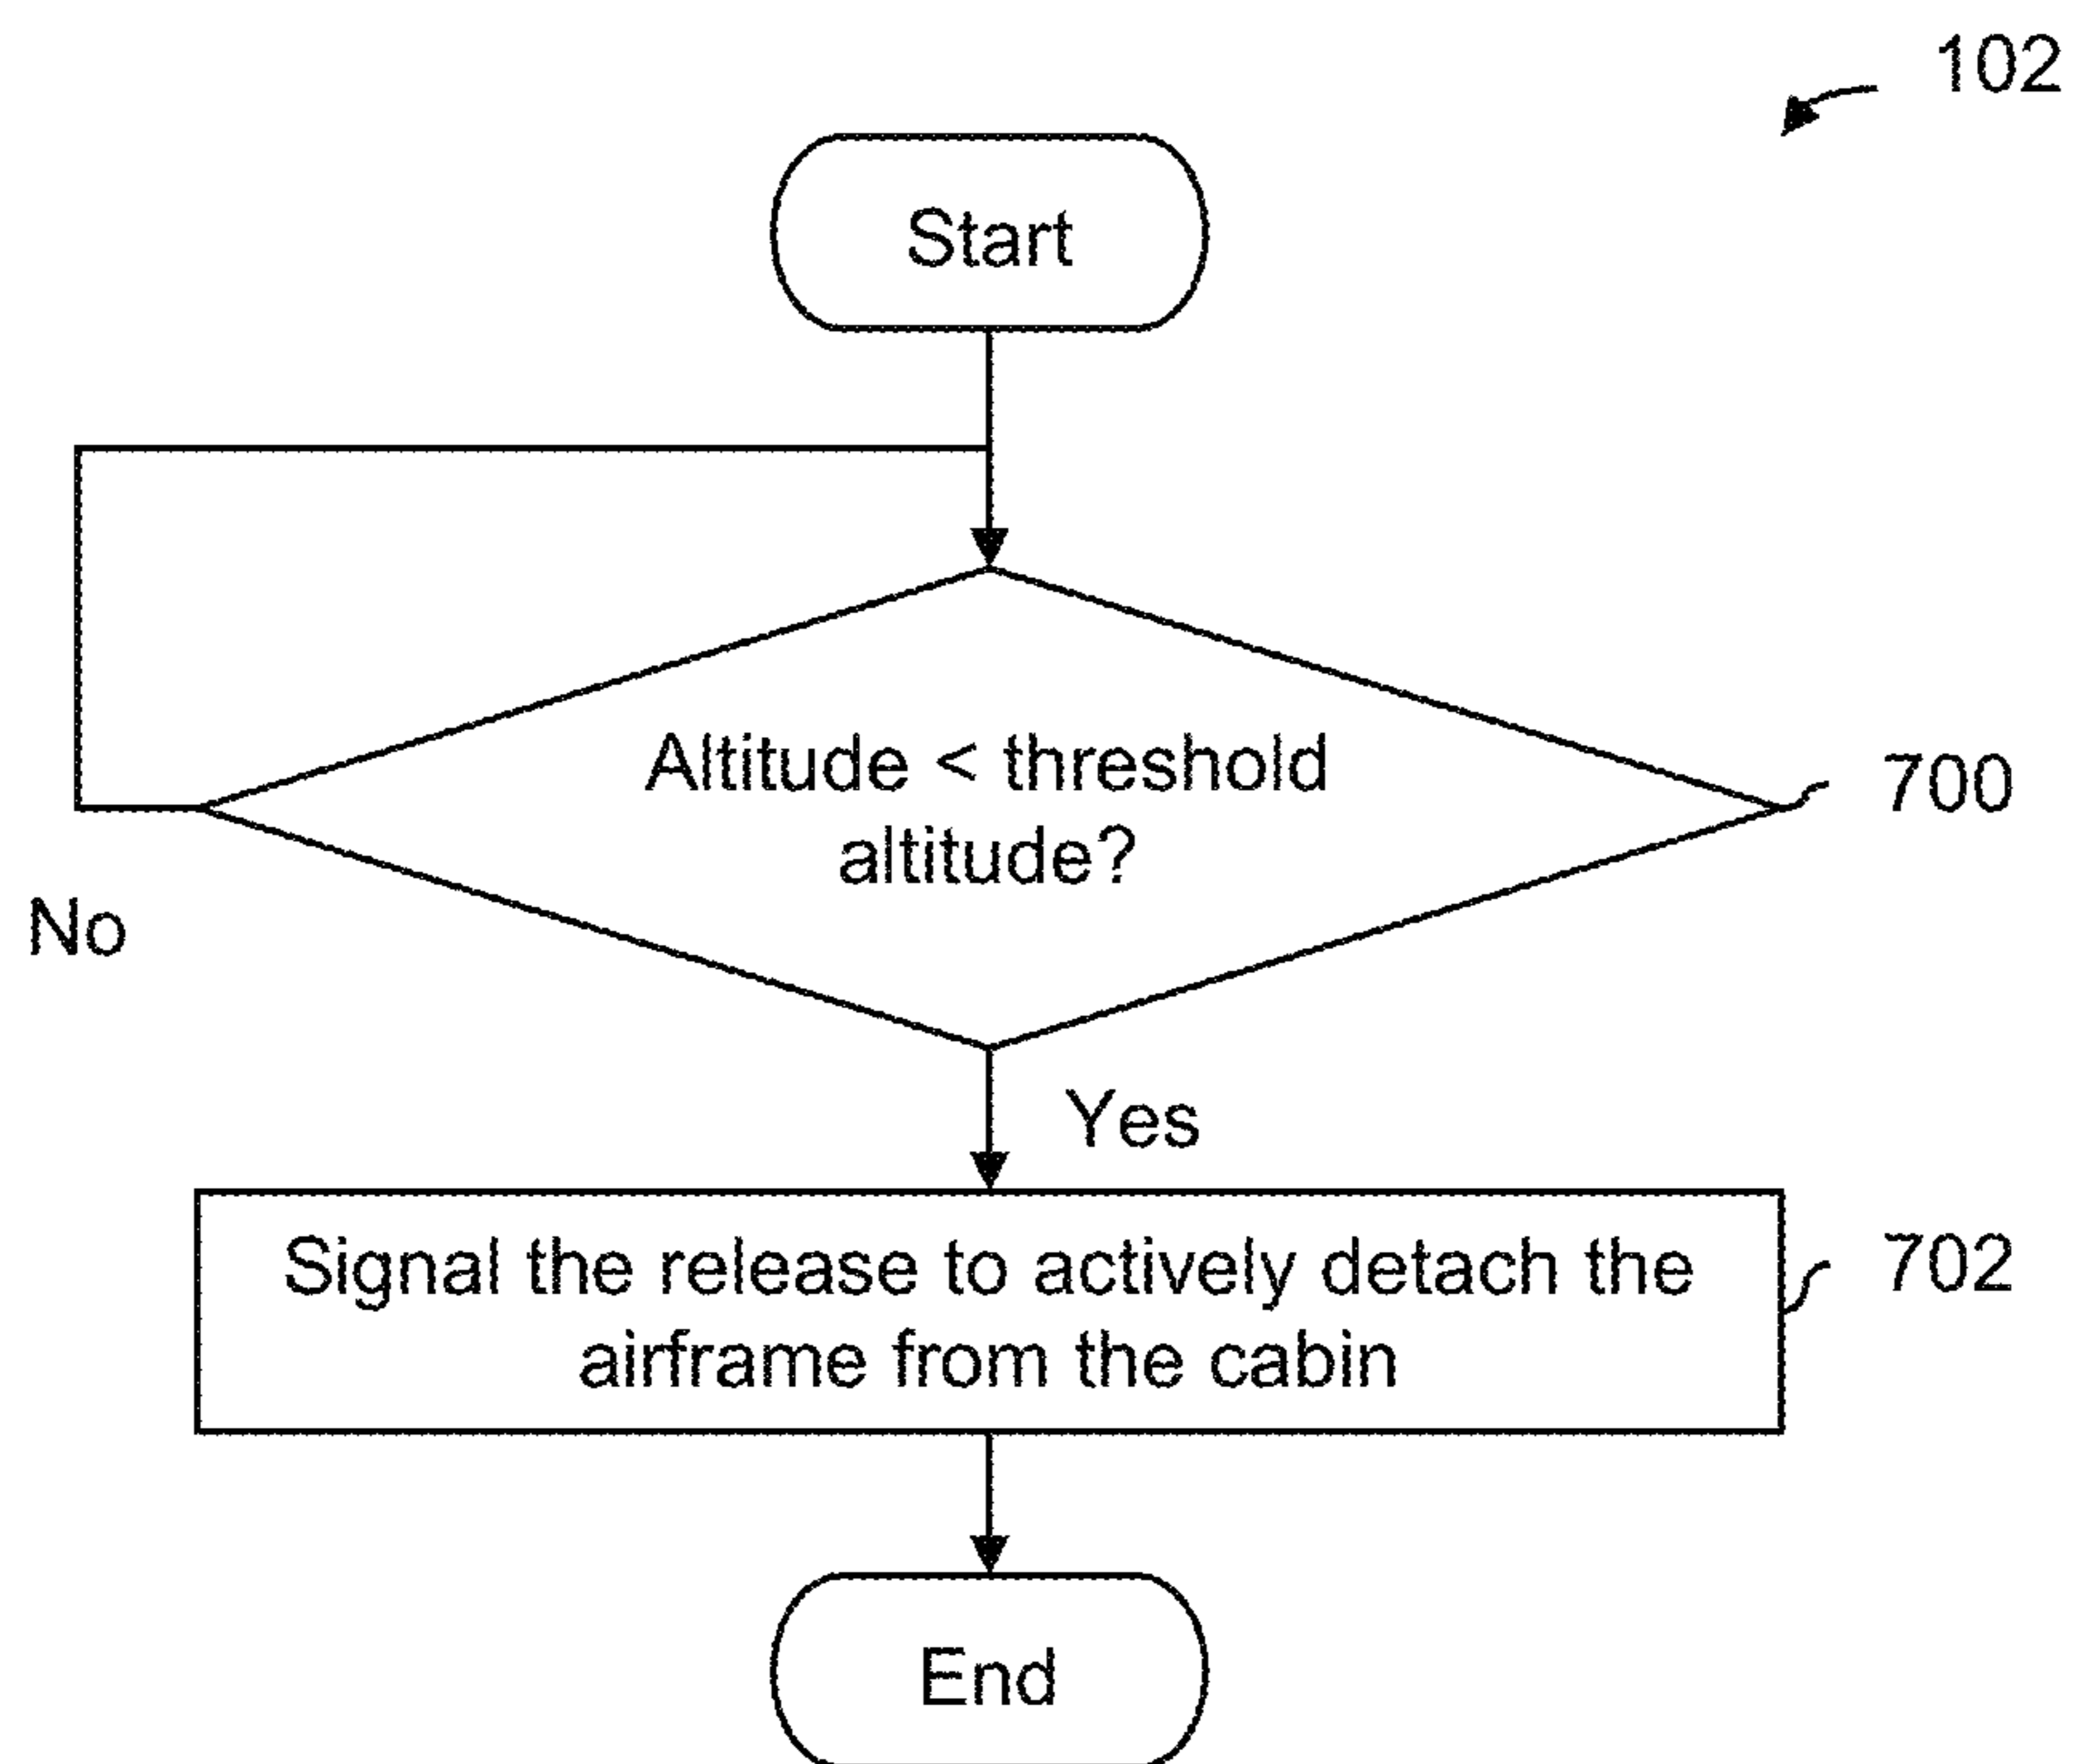 102
Start
Altitude < threshold
altitude?
700
No
Yes
Signal the release to actively detach the
airframe from the cabin
702
End